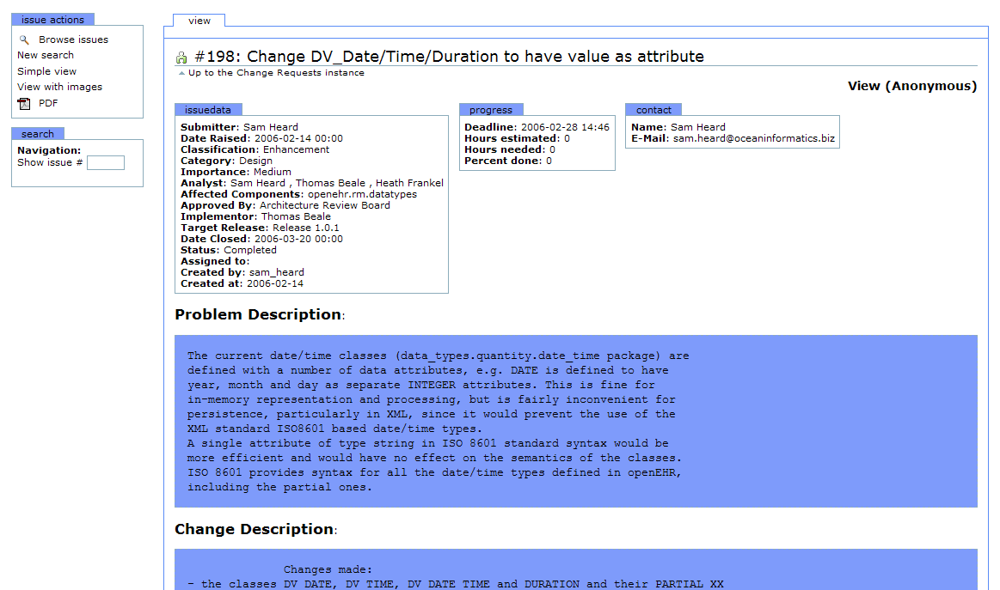 issue actions
Browse issues
New search
Simple view
View with images
PDF
search
Navigation:
Show issue #
view
#198: Change DV_Date/Time/Duration to have value as attribute
Up to the Change Requests instance
View (Anonymous)
issuedata
Submitter: Sam Heard
Date Raised: 2006-02-14 00:00
Classification: Enhancement
Category: Design
Importance: Medium
Analyst: Sam Heard , Thomas Beale , Heath Frankel
Affected Components: openehr.rm.datatypes
Approved By: Architecture Review Board
Implementor: Thomas Beale
Target Release: Release 1.0.1
Date Closed: 2006-03-20 00:00
Status: Completed
Assigned to:
Created by: sam_heard
Created at: 2006-02-14
progress
Deadline: 2006-02-28 14:46
Hours estimated: 0
Hours needed: 0
Percent done: 0
contact
Name: Sam Heard
E-Mail: sam.heard@oceaninformatics.biz
Problem Description:
The current date/time classes (data_types.quantity.date_time package) are
defined with a number of data attributes, e.g. DATE is defined to have
year, month and day as separate INTEGER attributes. This is fine for
in-memory representation and processing, but is fairly inconvenient for
persistence, particularly in XML, since it would prevent the use of the
XML standard ISO8601 based date/time types.
A single attribute of type string in ISO 8601 standard syntax would be
more efficient and would have no effect on the semantics of the classes.
ISO 8601 provides syntax for all the date/time types defined in openEHR,
including the partial ones.
Change Description:
Changes made:
- the classes DV_DATE, DV_TIME, DV_DATE_TIME and DURATION and their PARTIAL_XX